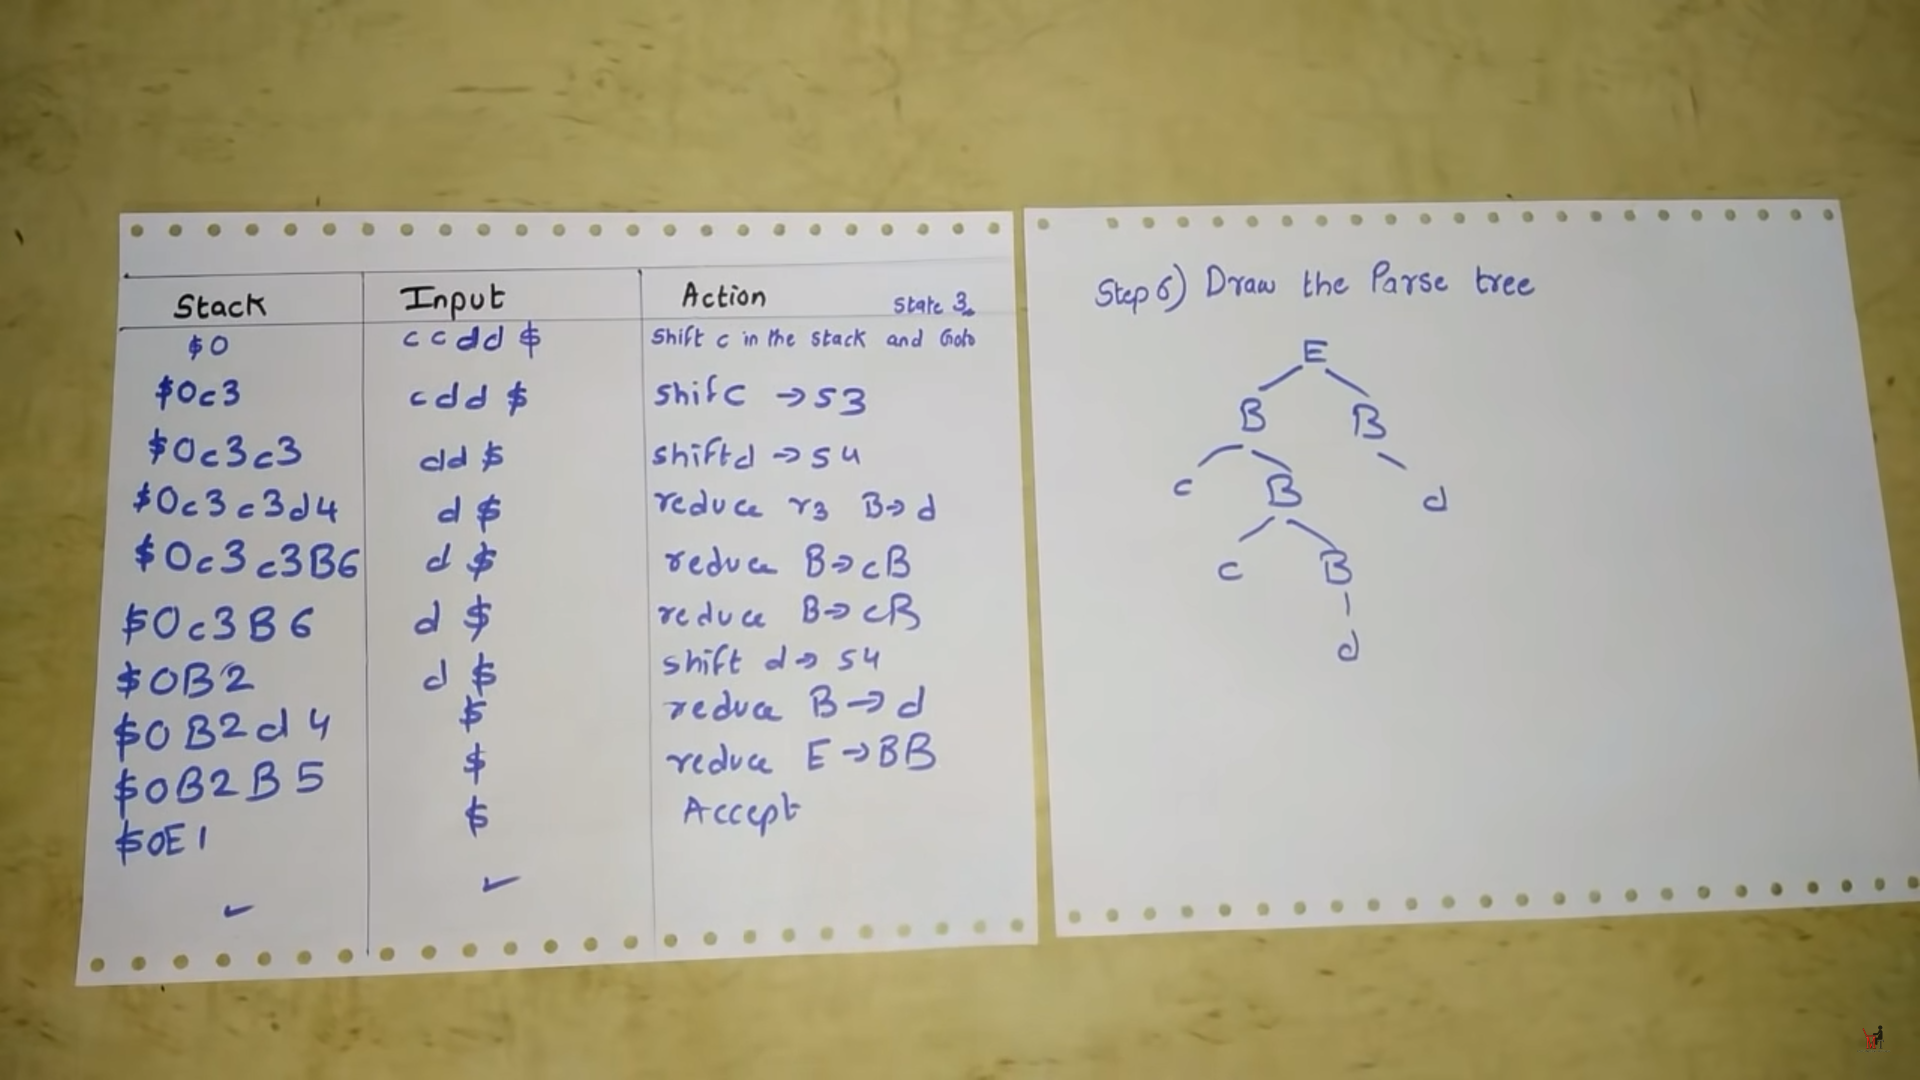 Stack Input Action State 3
$0 ccdd$ Shift c in the stack and Goto
$0c3 cdd$ shifc → S3
$0c3c3 dd$ shift d → S4
$0c3c3d4 d$ reduce r3 B→d
$0c3c3B6 d$ reduce B→cB
$0c3B6 d$ reduce B→cB
$0B2 d$ shift d→ S4
$0B2d4 $ reduce B→d
$0B2B5 $ reduce E→BB
$0E1 $ Accept
Step 6) Draw the Parse tree
E
B B
c B d
c B
d